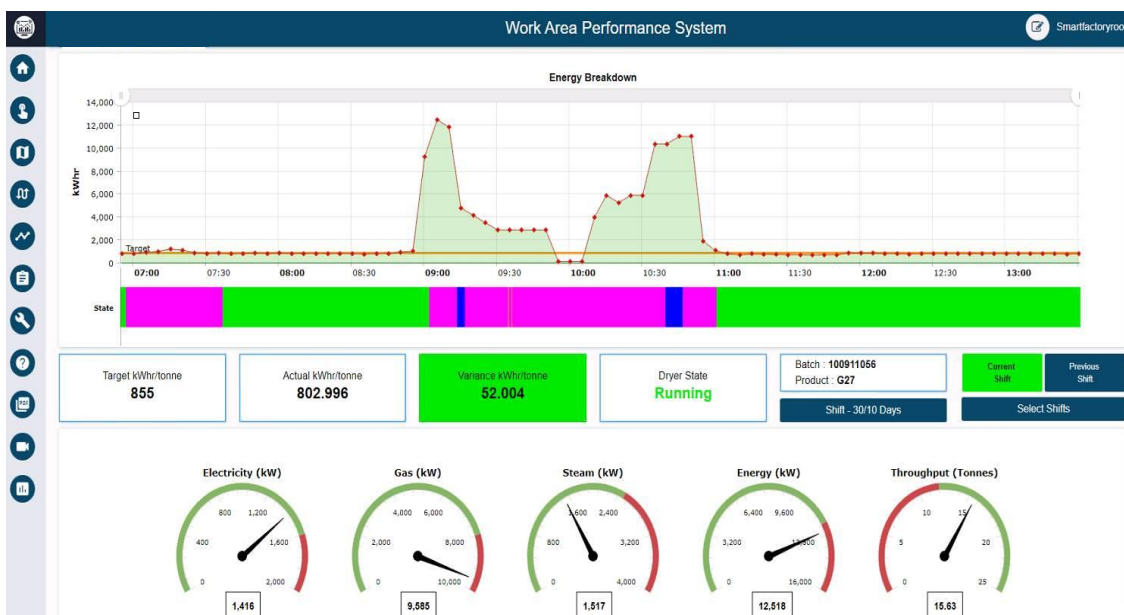 Work Area Performance System
Smartfactoryroo
Energy Breakdown
14,000
12,000
10,000
8,000
6,000
4,000
2,000
0
kWhr
Target
07:00 07:30 08:00 08:30 09:00 09:30 10:00 10:30 11:00 11:30 12:00 12:30 13:00
State
Target kWhr/tonne
855
Actual kWhr/tonne
802.996
Variance kWhr/tonne
52.004
Dryer State
Running
Batch : 100911056
Product : G27
Shift - 30/10 Days
Current
Shift
Previous
Shift
Select Shifts
PDF
Electricity (kW)
0 400 800 1,200 1,600 2,000
1,416
Gas (kW)
0 2,000 4,000 6,000 8,000 10,000
9,585
Steam (kW)
0 800 1,600 2,400 3,200 4,000
1,517
Energy (kW)
0 3,200 6,400 9,600 12,800 16,000
12,518
Throughput (Tonnes)
0 5 10 15 20 25
15.63